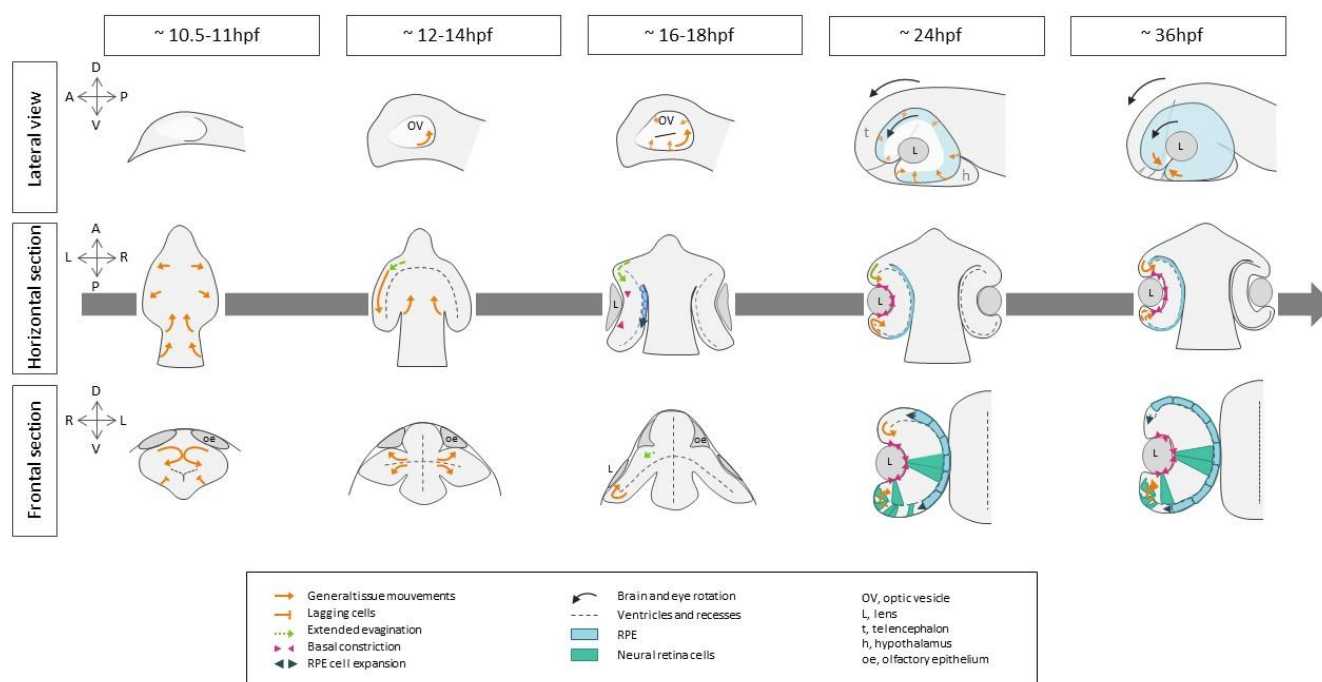 ~ 10.5-11hpf
~ 12-14hpf
~ 16-18hpf
~ 24hpf
~ 36hpf
Lateral view
D
A
P
V
OV
OV
t
L
h
L
Horizontal section
A
L
R
P
L
L
L
Frontal section
D
R
L
V
oe
oe
L
oe
L
L
General tissue mouvements
Lagging cells
Extended evagination
Basal constriction
RPE cell expansion
Brain and eye rotation
Ventricles and recesses
RPE
Neural retina cells
OV, optic vesicle
L, lens
t, telencephalon
h, hypothalamus
oe, olfactory epithelium